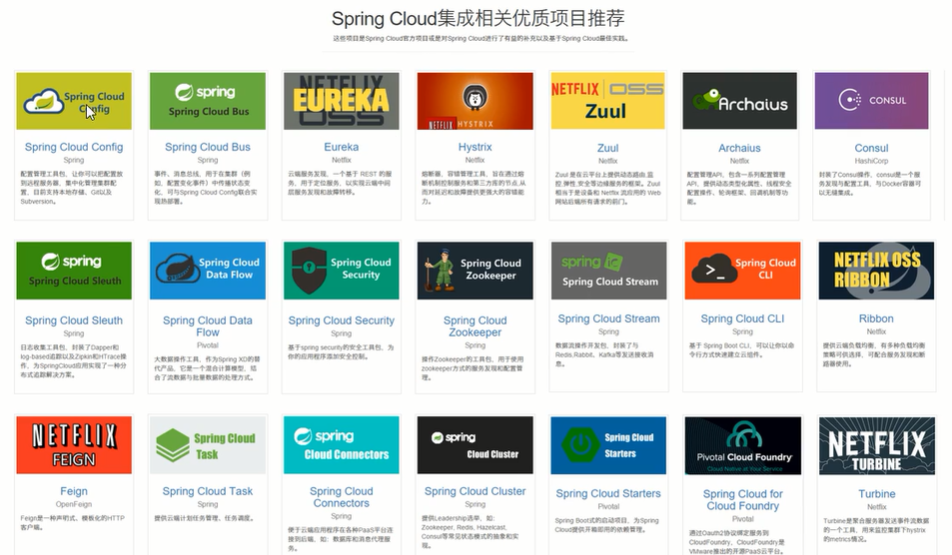 Spring Cloud集成相关优质项目推荐
这些项目是Spring Cloud官方项目或是对Spring Cloud进行了有益的补充以及基于Spring Cloud最佳实践。
Spring Cloud
Config
Spring Cloud Config
Spring
配置管理工具包，让你可以把配置放
到远程服务器，集中化管理集群配
置，目前支持本地存储、Git以及
Subversion。
spring
Spring Cloud Bus
Spring Cloud Bus
Spring
事件、消息总线，用于在集群（例
如，配置变化事件）中传播状态变
化，可与Spring Cloud Config联合实
现热部署。
NETFLIX
EUREKA
OSS
Eureka
Netflix
云端服务发现，一个基于 REST 的服
务，用于定位服务，以实现云端中间
层服务发现和故障转移。
NETFLIX HYSTRIX
Hystrix
Netflix
熔断器，容错管理工具，旨在通过熔
断机制控制服务和第三方库的节点,从
而对延迟和故障提供更强大的容错能
力。
NETFLIX OSS
Zuul
Zuul
Netflix
Zuul 是在云平台上提供动态路由,监
控,弹性,安全等边缘服务的框架。Zuul
相当于是设备和 Netflix 流应用的 Web
网站后端所有请求的前门。
Archaius
Archaius
Netflix
配置管理API，包含一系列配置管理
API，提供动态类型化属性、线程安全
配置操作、轮询框架、回调机制等功
能。
CONSUL
Consul
HashiCorp
封装了Consul操作，consul是一个服
务发现与配置工具，与Docker容器可
以无缝集成。
spring
Spring Cloud Sleuth
Spring Cloud Sleuth
Spring
日志收集工具包，封装了Dapper和
log-based追踪以及Zipkin和HTrace操
作，为SpringCloud应用实现了一种分
布式追踪解决方案。
Spring Cloud
Data Flow
Spring Cloud Data
Flow
Pivotal
大数据操作工具，作为Spring XD的替
代产品，它是一个混合计算模型，结
合了流数据与批量数据的处理方式。
Spring Cloud
Security
Spring Cloud Security
Spring
基于spring security的安全工具包，为
你的应用程序添加安全控制。
Spring Cloud
Zookeeper
Spring Cloud
Zookeeper
Spring
操作Zookeeper的工具包，用于使用
zookeeper方式的服务发现和配置管
理。
spring
Spring Cloud Stream
Spring Cloud Stream
Spring
数据流操作开发包，封装了与
Redis,Rabbit、Kafka等发送接收消
息。
Spring Cloud
CLI
Spring Cloud CLI
Spring
基于 Spring Boot CLI，可以让你以命
令行方式快速建立云组件。
NETFLIX OSS
RIBBON
Ribbon
Netflix
提供云端负载均衡，有多种负载均衡
策略可供选择，可配合服务发现和断
路器使用。
NETFLIX
FEIGN
Feign
OpenFeign
Feign是一种声明式、模板化的HTTP
客户端。
Spring Cloud
Task
Spring Cloud Task
Spring
提供云端计划任务管理、任务调度。
spring
Cloud Connectors
Spring Cloud
Connectors
Spring
便于云端应用程序在各种PaaS平台连
接到后端，如：数据库和消息代理服
务。
spring
Cloud Cluster
Spring Cloud Cluster
Spring
提供Leadership选举，如：
Zookeeper, Redis, Hazelcast,
Consul等常见状态模式的抽象和实
现。
Spring Cloud
Starters
Spring Cloud Starters
Pivotal
Spring Boot式的启动项目，为Spring
Cloud提供开箱即用的依赖管理。
Pivotal Cloud Foundry
Cloud Native at Your Service
Spring Cloud for
Cloud Foundry
Pivotal
通过Oauth2协议绑定服务到
CloudFoundry，CloudFoundry是
VMware推出的开源PaaS云平台。
NETFLIX
TURBINE
Turbine
Netflix
Turbine是聚合服务器发送事件流数据
的一个工具，用来监控集群下hystrix
的metrics情况。